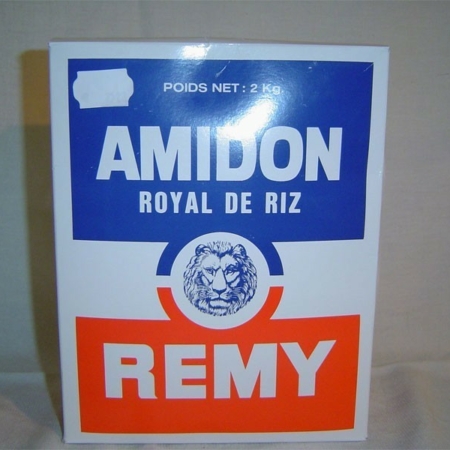 POIDS NET : 2 Kg.
AMIDON
ROYAL DE RIZ
REMY